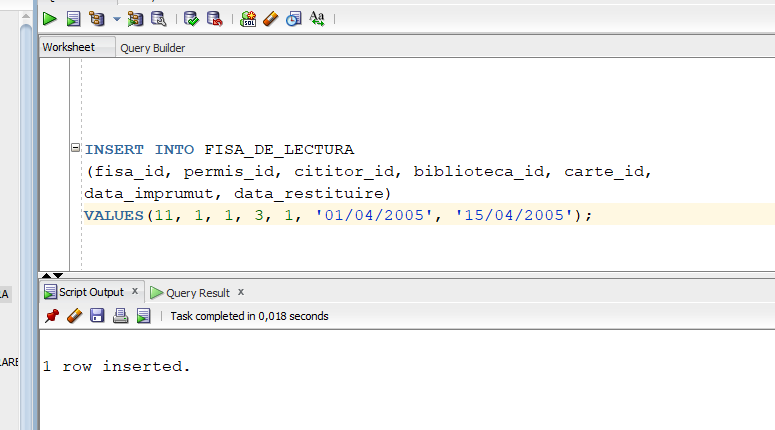 Worksheet Query Builder
INSERT INTO FISA_DE_LECTURA
(fisa_id, permis_id, cititor_id, biblioteca_id, carte_id,
data_imprumut, data_restituire)
VALUES(11, 1, 1, 3, 1, '01/04/2005', '15/04/2005');
Script Output x Query Result x
Task completed in 0,018 seconds
1 row inserted.